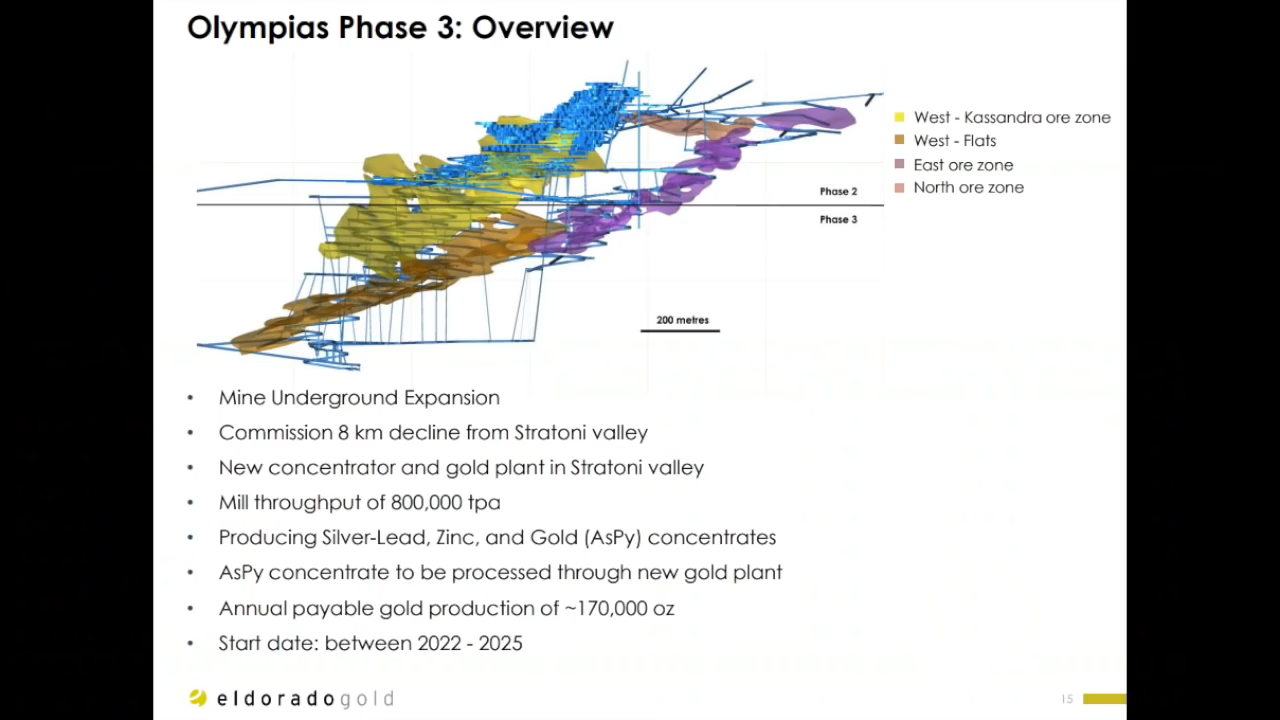 Olympias Phase 3: Overview
West - Kassandra ore zone
West - Flats
East ore zone
North ore zone
Phase 2
Phase 3
200 metres
• Mine Underground Expansion
• Commission 8 km decline from Stratoni valley
• New concentrator and gold plant in Stratoni valley
• Mill throughput of 800,000 tpa
• Producing Silver-Lead, Zinc, and Gold (AsPy) concentrates
• AsPy concentrate to be processed through new gold plant
• Annual payable gold production of ~170,000 oz
• Start date: between 2022 - 2025
eldoradogold
15